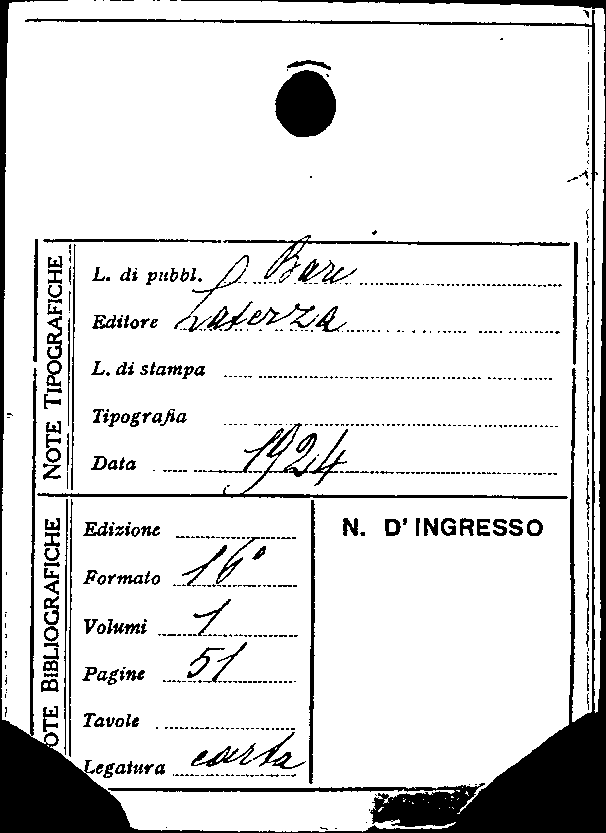 NOTE TIPOGRAFICHE
L. di pubbl. Bari
Editore Laterza
L. di stampa
Tipografia
Data 1924
NOTE BIBLIOGRAFICHE
Edizione
Formato 16°
Volumi 1
Pagine 51
Tavole
Legatura carta
N. D'INGRESSO